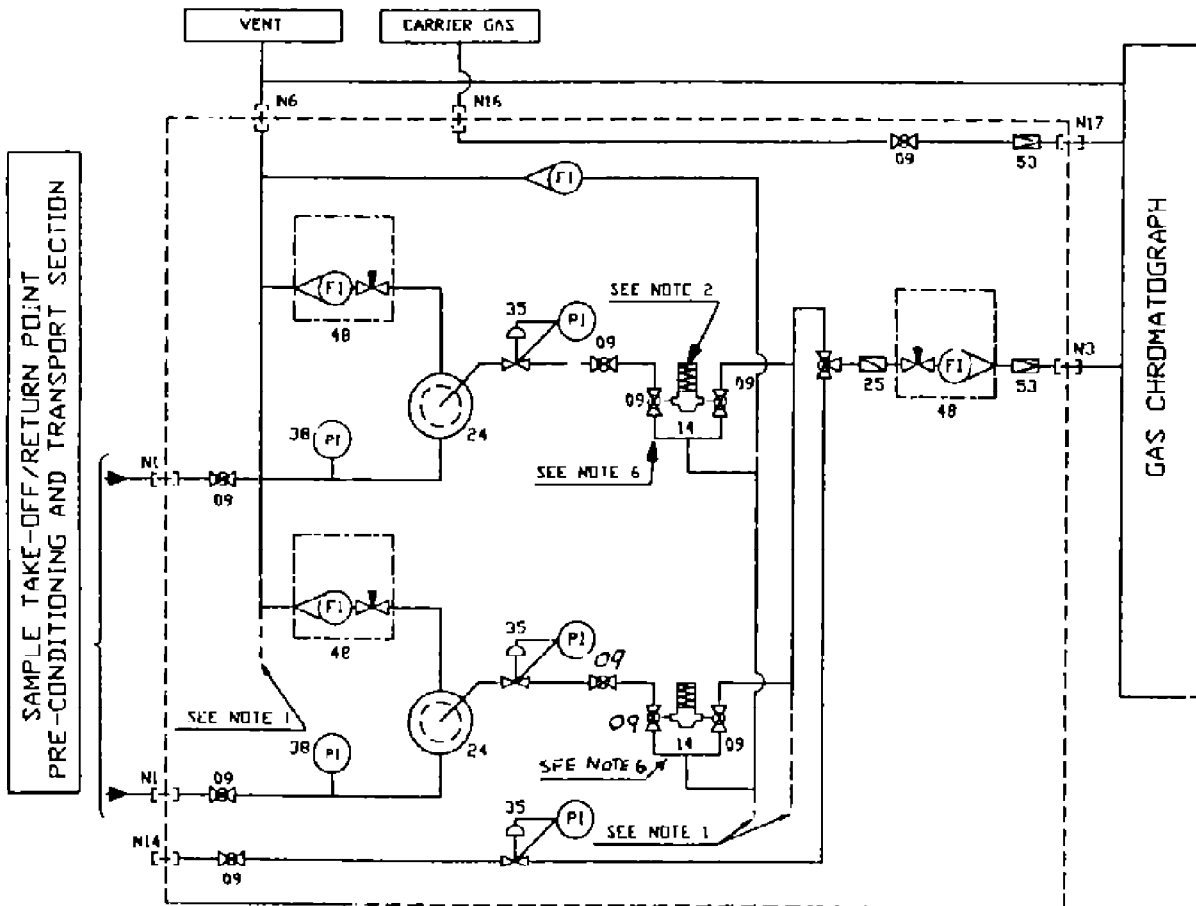 VENT
CARRIER GAS
N6
N16
N17
09
53
FI
SAMPLE TAKE-OFF/RETURN POINT
PRE-CONDITIONING AND TRANSPORT SECTION
GAS CHROMATOGRAPH
FI
48
SEE NOTE 2
35
PI
09
09
09
14
24
38
PI
SEE NOTE 6
N1
09
25
FI
48
53
N3
FI
48
35
PI
09
09
09
14
24
SEE NOTE 1
38
PI
SEE NOTE 6
N1
09
35
PI
SEE NOTE 1
N14
09